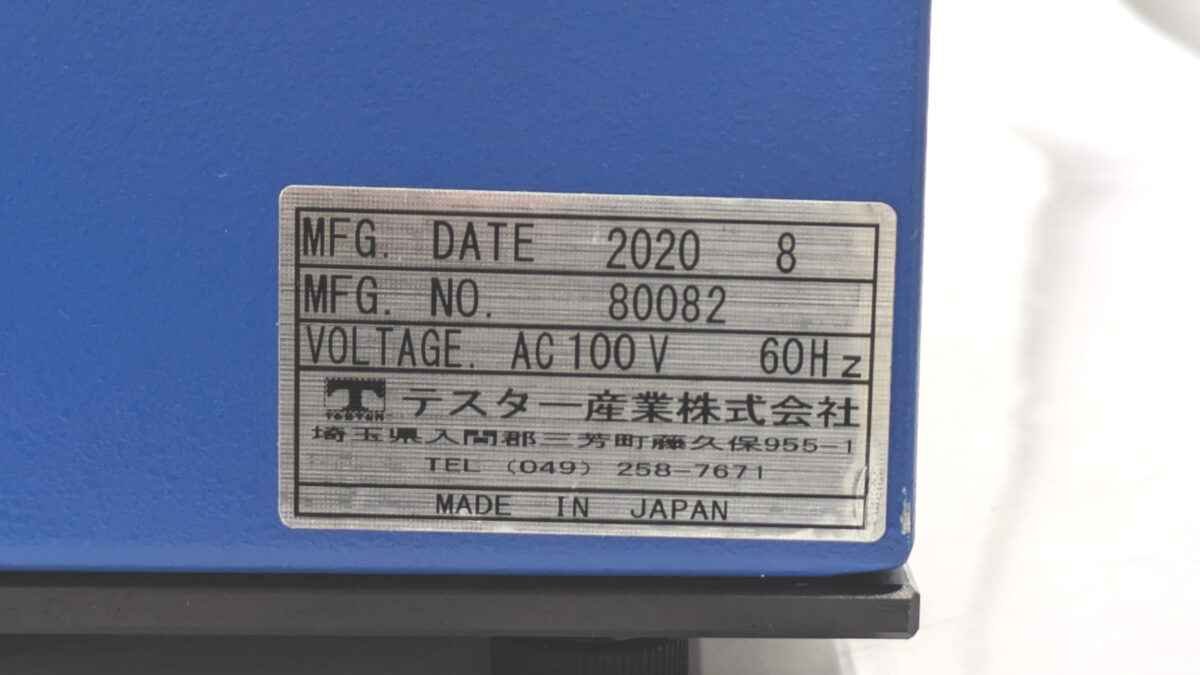 MFG. DATE 2020 8
MFG. NO. 80082
VOLTAGE. AC 100 V 60Hz
T テスター産業株式会社
TESTER
埼玉県入間郡三芳町藤久保955-1
TEL (049) 258-7671
MADE IN JAPAN